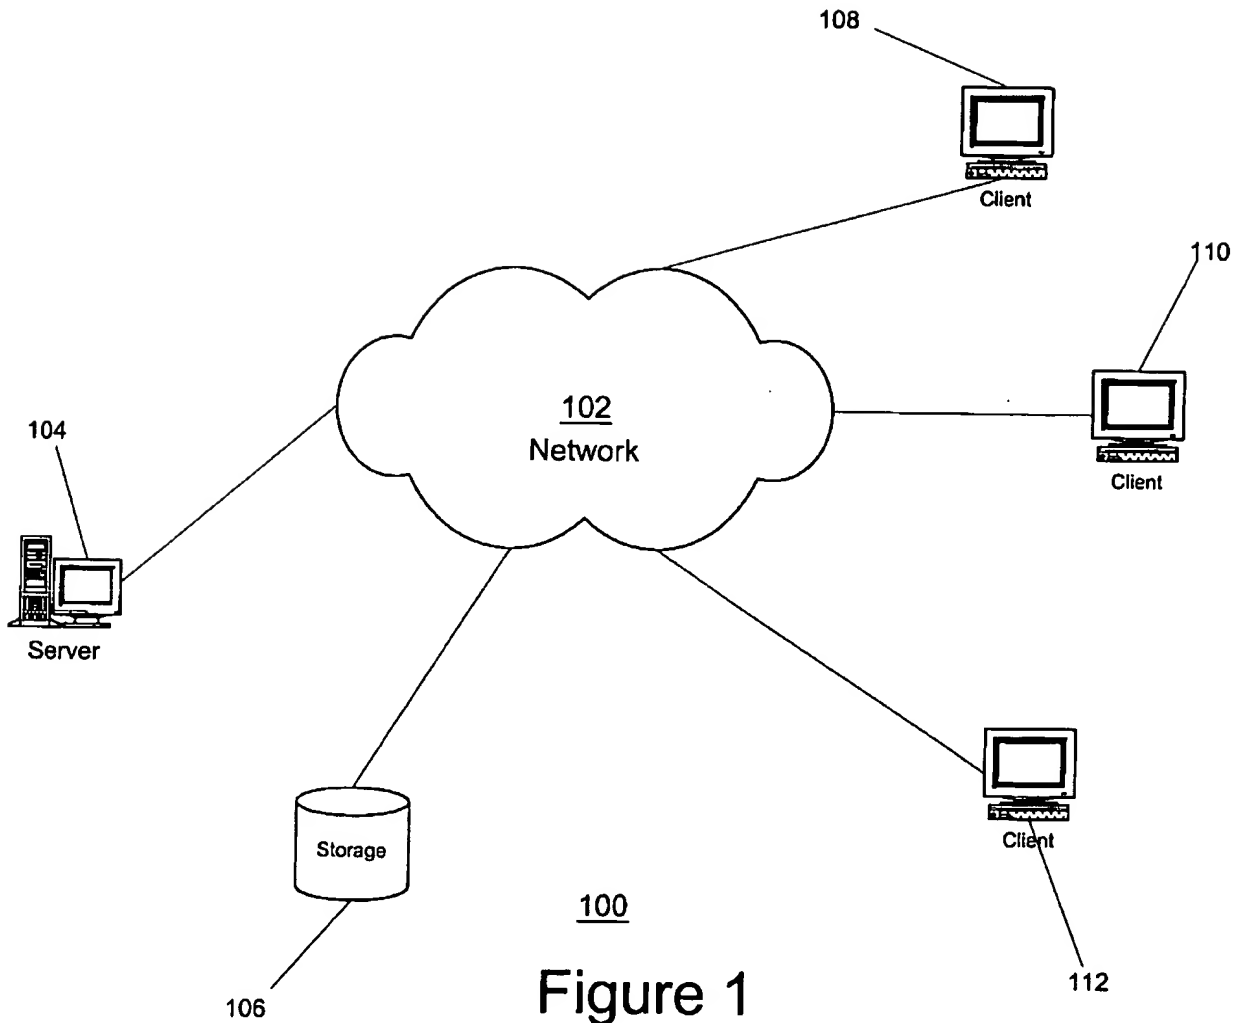 108
Client
110
102
Network
Client
104
Server
Storage
Client
100
106
112
Figure 1